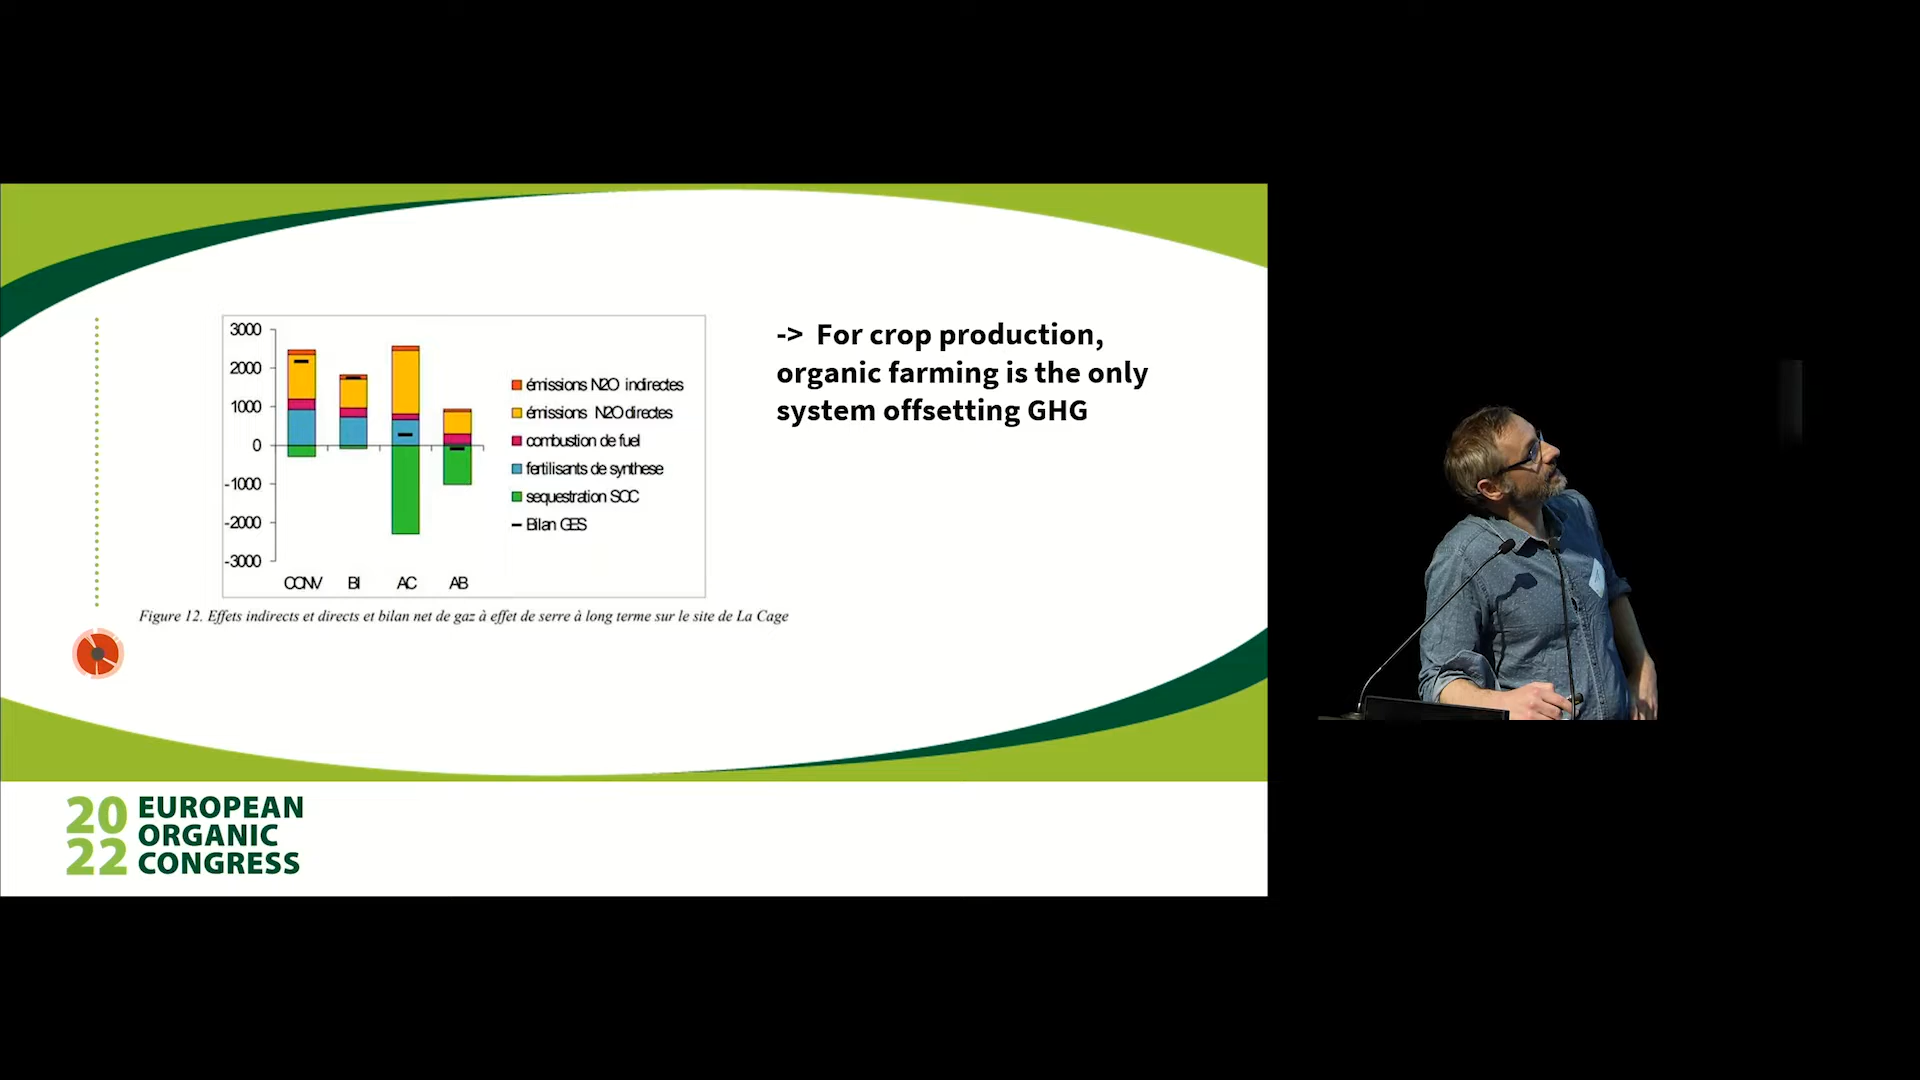 3000
2000
1000
0
-1000
-2000
-3000
CONV BI AC AB
émissions N2O indirectes
émissions N2O directes
combustion de fuel
fertilisants de synthese
sequestration SOC
Bilan GES
Figure 12. Effets indirects et directs et bilan net de gaz à effet de serre à long terme sur le site de La Cage
-> For crop production,
organic farming is the only
system offsetting GHG
20
22
EUROPEAN
ORGANIC
CONGRESS